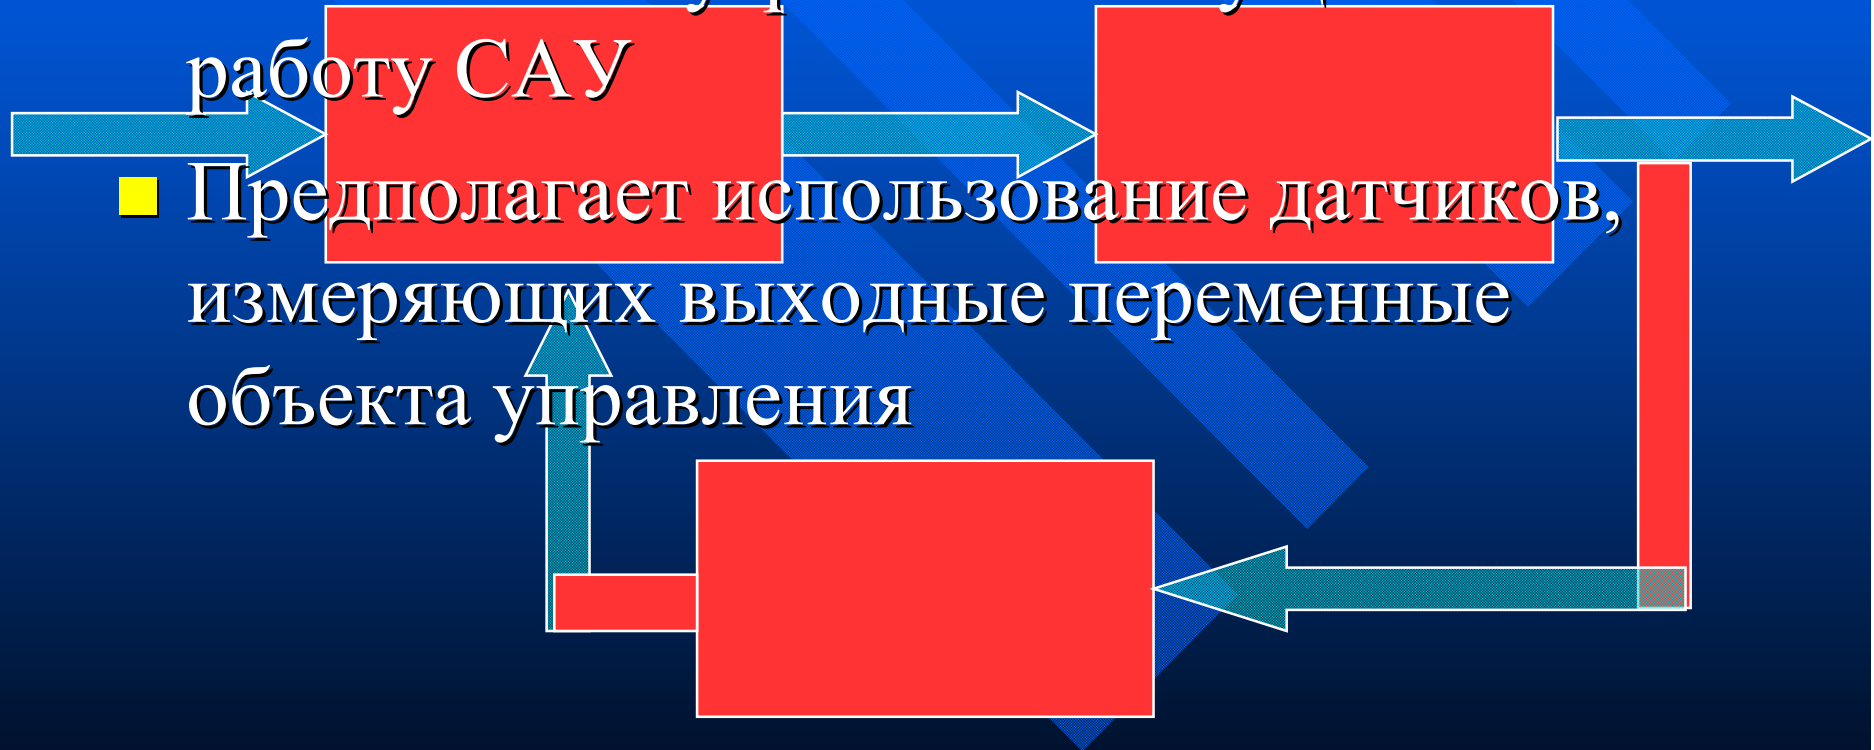 работу САУ
Предполагает использование датчиков,
измеряющих выходные переменные
объекта управления